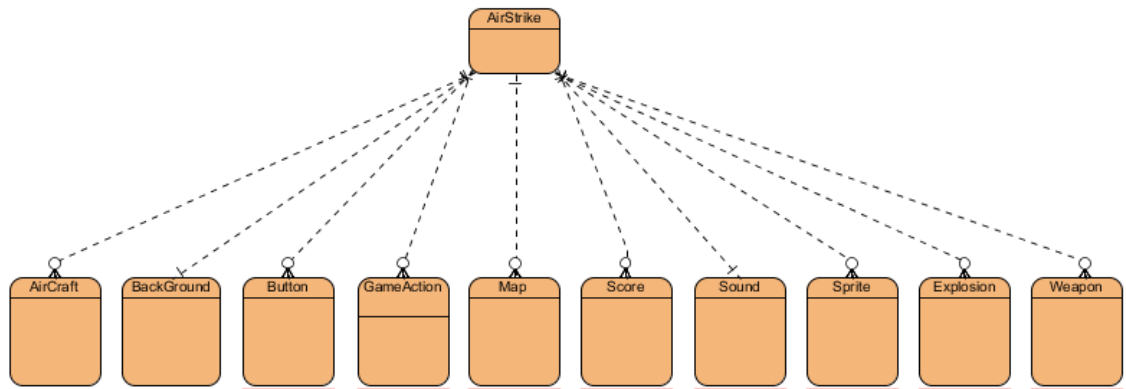 AirStrike
AirCraft
BackGround
Button
GameAction
Map
Score
Sound
Sprite
Explosion
Weapon